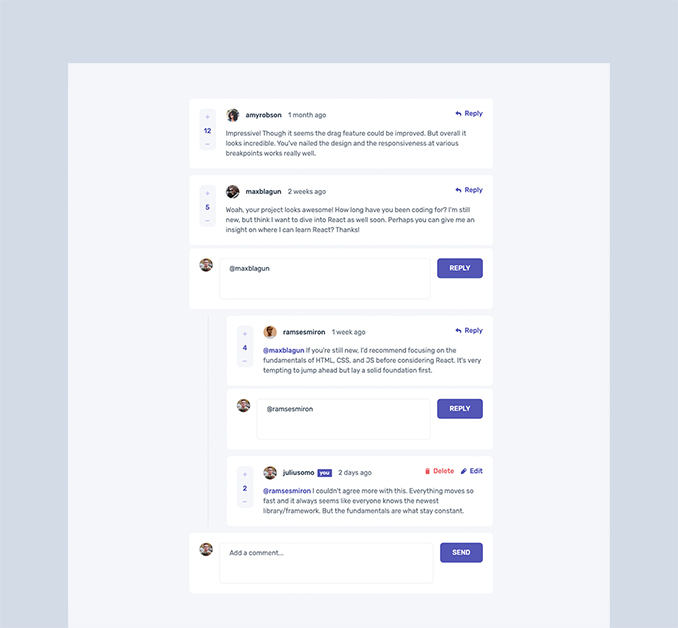 +
12
−
amyrobson 1 month ago
Reply
Impressive! Though it seems the drag feature could be improved. But overall it
looks incredible. You've nailed the design and the responsiveness at various
breakpoints works really well.
+
5
−
maxblagun 2 weeks ago
Reply
Woah, your project looks awesome! How long have you been coding for? I'm still
new, but think I want to dive into React as well soon. Perhaps you can give me an
insight on where I can learn React? Thanks!
@maxblagun
REPLY
+
4
−
ramsesmiron 1 week ago
Reply
@maxblagun If you're still new, I'd recommend focusing on the
fundamentals of HTML, CSS, and JS before considering React. It's very
tempting to jump ahead but lay a solid foundation first.
@ramsesmiron
REPLY
+
2
−
juliusomo you 2 days ago
Delete Edit
@ramsesmiron I couldn't agree more with this. Everything moves so
fast and it always seems like everyone knows the newest
library/framework. But the fundamentals are what stay constant.
Add a comment...
SEND